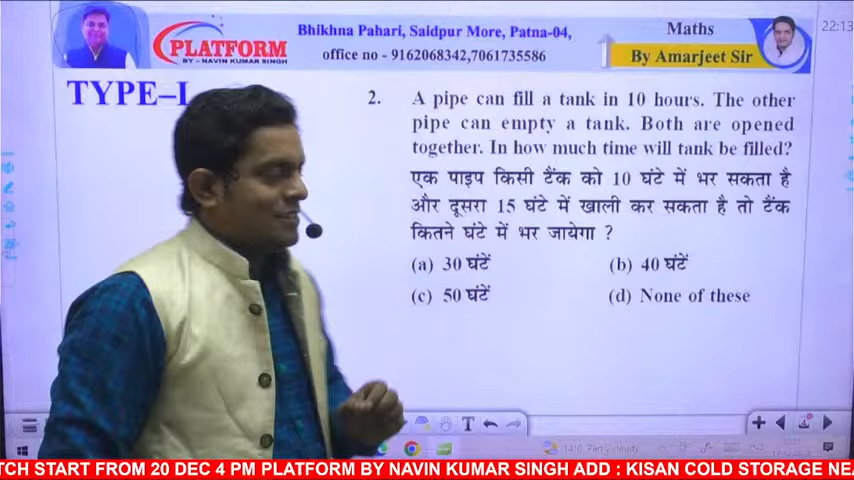 Bhikhna Pahari, Saidpur More, Patna-04,
PLATFORM
BY – NAVIN KUMAR SINGH
office no - 9162068342,7061735586
Maths
By Amarjeet Sir
22:13
TYPE–I
2. A pipe can fill a tank in 10 hours. The other
pipe can empty a tank. Both are opened
together. In how much time will tank be filled?
एक पाइप किसी टैंक को 10 घंटे में भर सकता है
और दूसरा 15 घंटे में खाली कर सकता है तो टैंक
कितने घंटे में भर जायेगा ?
(a) 30 घंटें (b) 40 घंटें
(c) 50 घंटें (d) None of these
T
Partly cloudy
ENG
TCH START FROM 20 DEC 4 PM PLATFORM BY NAVIN KUMAR SINGH ADD : KISAN COLD STORAGE NEA